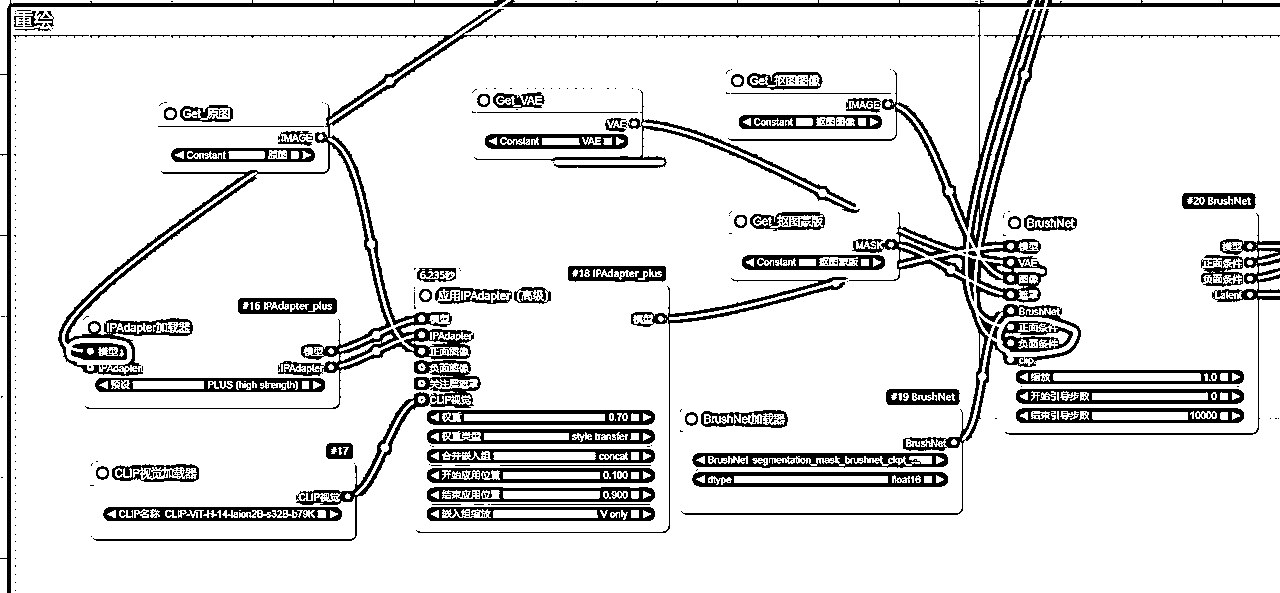 重绘
Get_原图
IMAGE
Constant 原图
Get_VAE
VAE
Constant VAE
Get_抠图图像
IMAGE
Constant 抠图图像
Get_抠图蒙版
MASK
Constant 抠图蒙版
#16 IPAdapter_plus
IPAdapter加载器
模型 模型
IPAdapter IPAdapter
预设 PLUS (high strength)
#17
CLIP视觉加载器
CLIP视觉
CLIP名称 CLIP-ViT-H-14-laion2B-s32B-b79K
6.235秒
#18 IPAdapter_plus
应用IPAdapter (高级)
模型 模型
IPAdapter
正面图像
负面图像
CLIP视觉
权重 0.70
权重类型 style transfer
合并嵌入组 concat
开始应用位置 0.100
结束应用位置 0.900
嵌入组缩放 V only
#19 BrushNet
BrushNet加载器
BrushNet
BrushNet segmentation_mask_brushnet_ckpt_
dtype float16
#20 BrushNet
BrushNet
模型 模型
VAE 正面条件
图像 负面条件
Latent
BrushNet
正面条件
负面条件
clip
缩放 1.0
开始引导步数 0
结束引导步数 10000